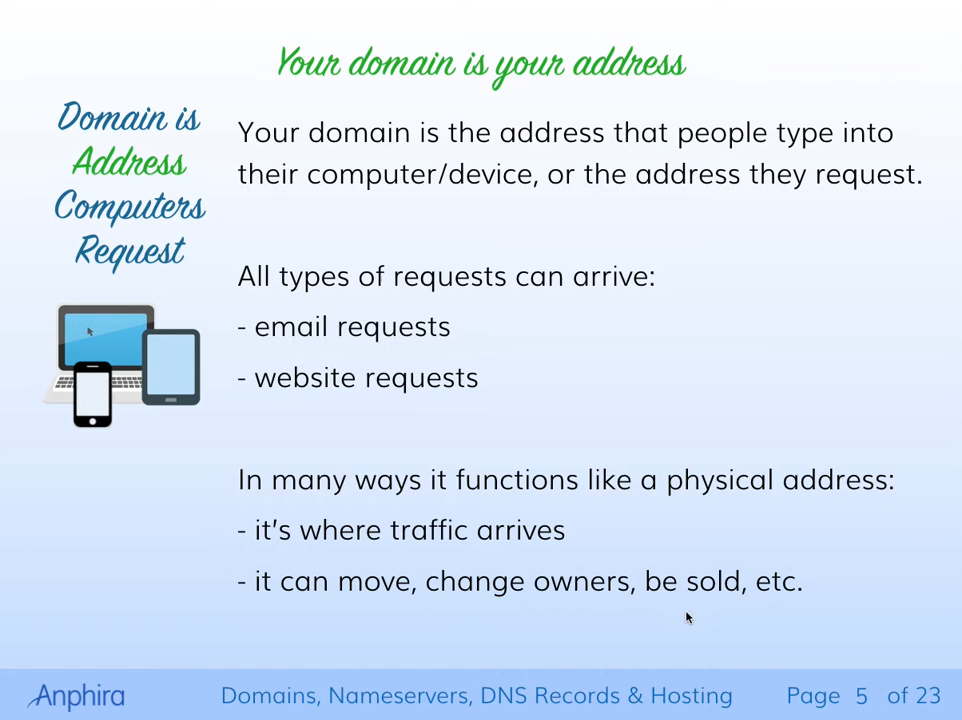 Your domain is your address
Domain is
Address
Computers
Request
Your domain is the address that people type into
their computer/device, or the address they request.
All types of requests can arrive:
- email requests
- website requests
In many ways it functions like a physical address:
- it's where traffic arrives
- it can move, change owners, be sold, etc.
Anphira Domains, Nameservers, DNS Records & Hosting Page 5 of 23